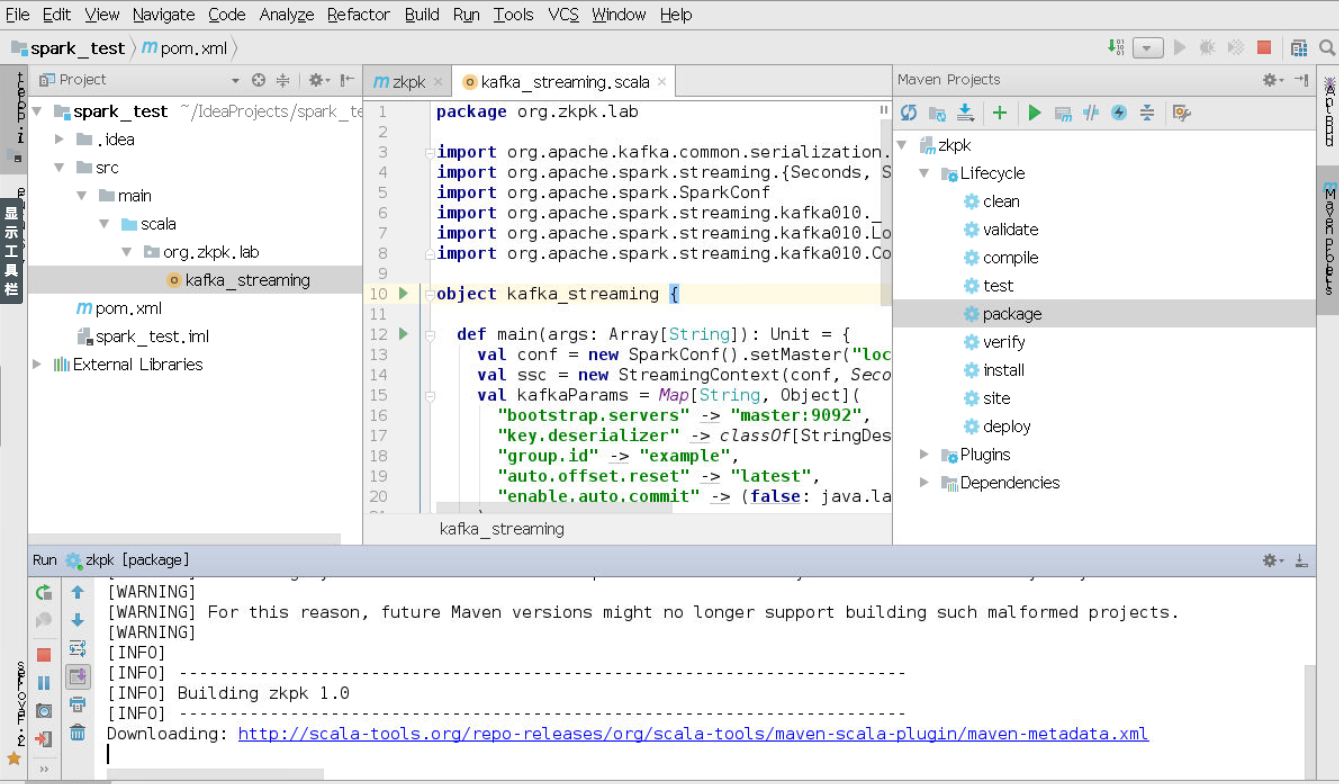 File Edit View Navigate Code Analyze Refactor Build Run Tools VCS Window Help
spark_test pom.xml
Project
zkpk
kafka_streaming.scala
Maven Projects
spark_test ~/IdeaProjects/spark_te
.idea
src
main
scala
org.zkpk.lab
kafka_streaming
pom.xml
spark_test.iml
External Libraries
显示工具栏
1 package org.zkpk.lab
2
3 import org.apache.kafka.common.serialization.
4 import org.apache.spark.streaming.{Seconds, S
5 import org.apache.spark.SparkConf
6 import org.apache.spark.streaming.kafka010._
7 import org.apache.spark.streaming.kafka010.Lo
8 import org.apache.spark.streaming.kafka010.Co
9
10 object kafka_streaming {
11
12 def main(args: Array[String]): Unit = {
13 val conf = new SparkConf().setMaster("loc
14 val ssc = new StreamingContext(conf, Seco
15 val kafkaParams = Map[String, Object](
16 "bootstrap.servers" -> "master:9092",
17 "key.deserializer" -> classOf[StringDes
18 "group.id" -> "example",
19 "auto.offset.reset" -> "latest",
20 "enable.auto.commit" -> (false: java.la
kafka_streaming
zkpk
Lifecycle
clean
validate
compile
test
package
verify
install
site
deploy
Plugins
Dependencies
Maven Projects
Run zkpk [package]
[WARNING]
[WARNING] For this reason, future Maven versions might no longer support building such malformed projects.
[WARNING]
[INFO]
[INFO] ------------------------------------------------------------------------
[INFO] Building zkpk 1.0
[INFO] ------------------------------------------------------------------------
Downloading: http://scala-tools.org/repo-releases/org/scala-tools/maven-scala-plugin/maven-metadata.xml